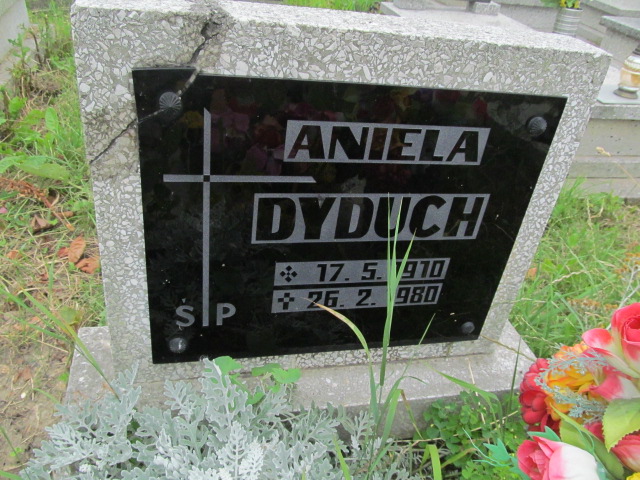 ANIELA
DYDUCH
17. 5. 1910
26. 2. 1980
Ś P